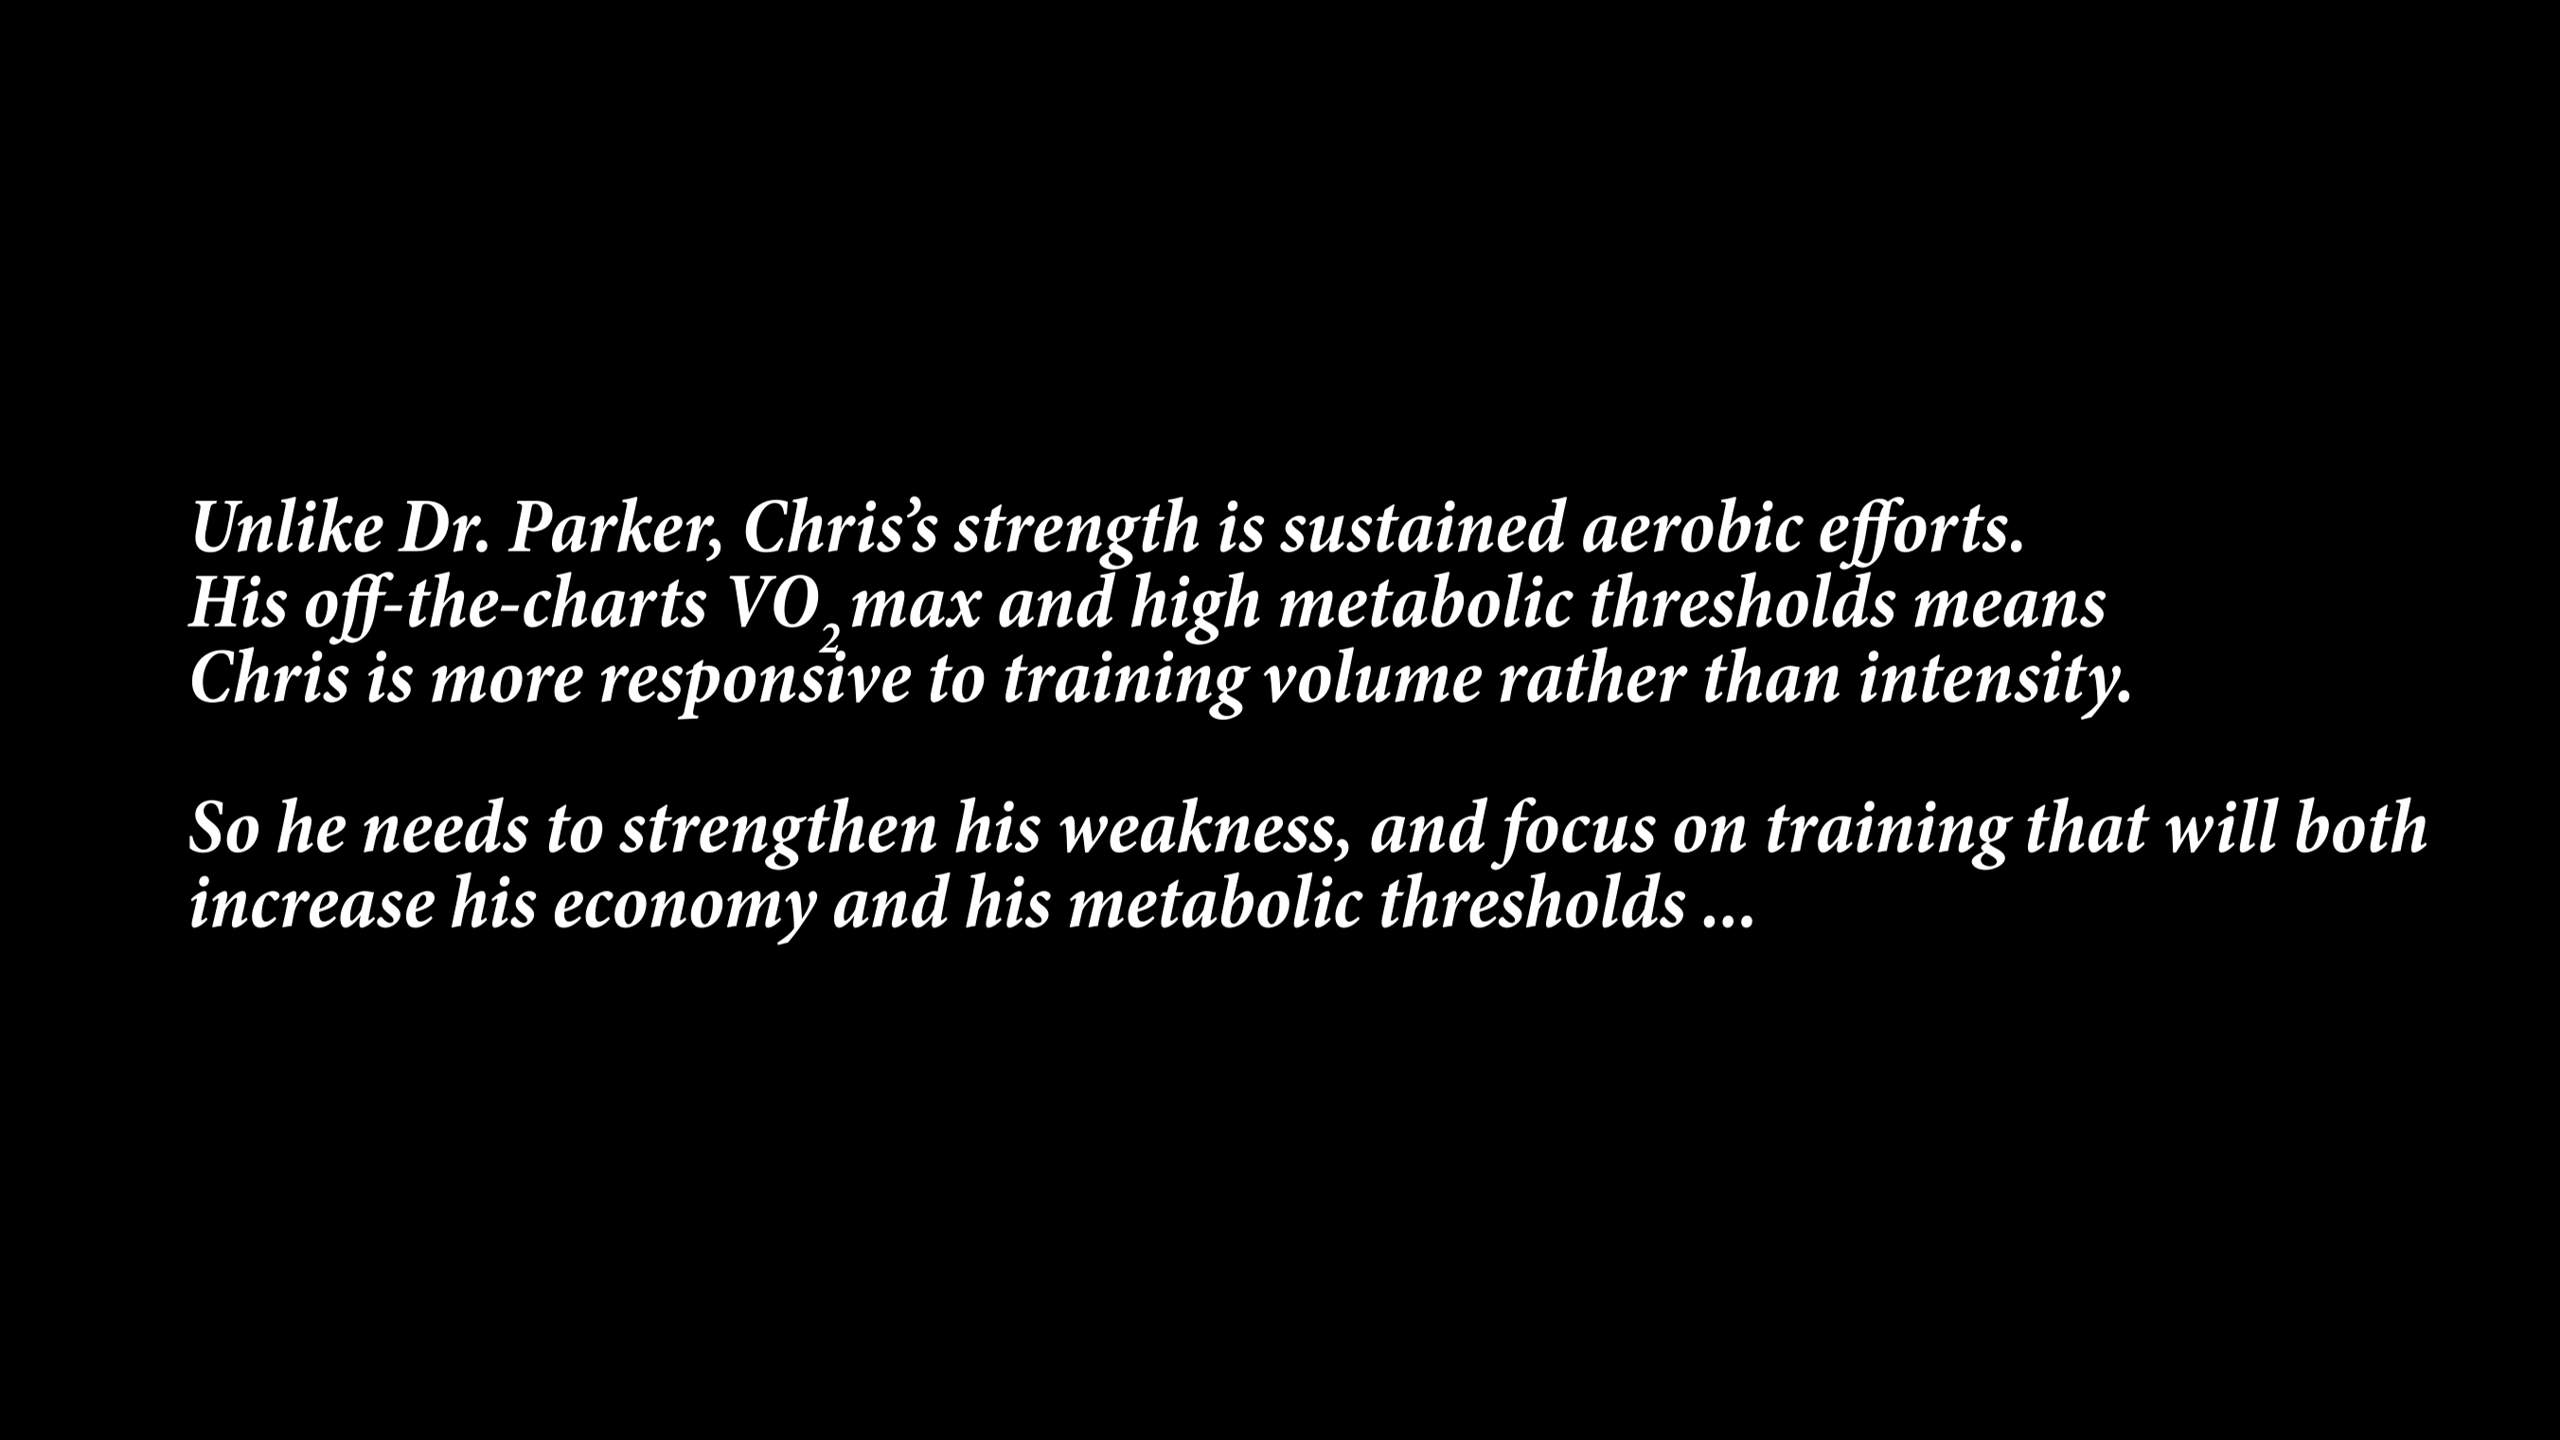 Unlike Dr. Parker, Chris’s strength is sustained aerobic efforts.
His off-the-charts VO₂ max and high metabolic thresholds means
Chris is more responsive to training volume rather than intensity.
So he needs to strengthen his weakness, and focus on training that will both
increase his economy and his metabolic thresholds ...